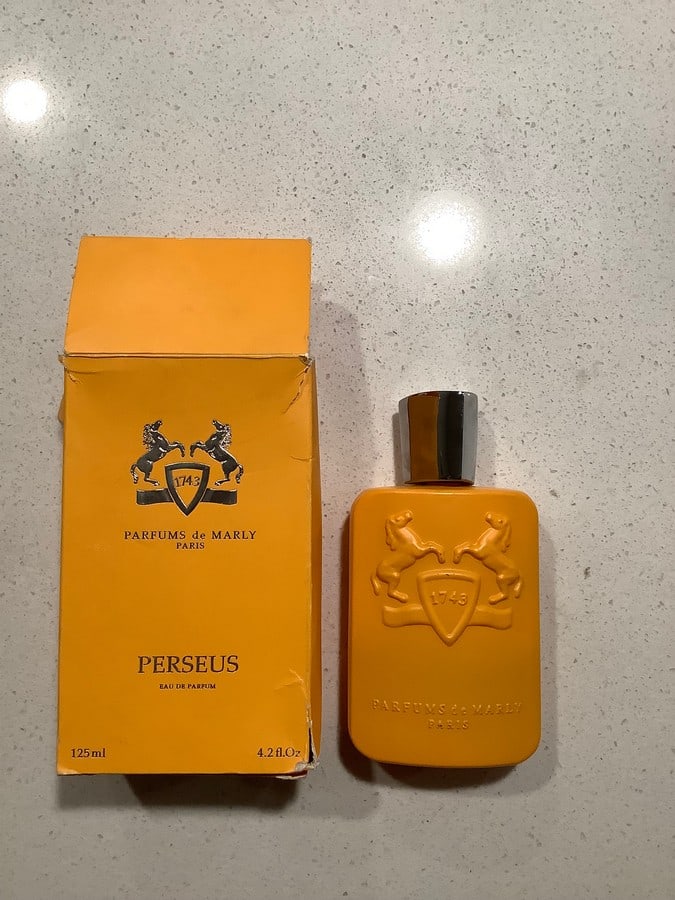 1743
PARFUMS de MARLY
PARIS
PERSEUS
EAU DE PARFUM
125ml
4.2 fl.Oz
1743
PARFUMS de MARLY
PARIS